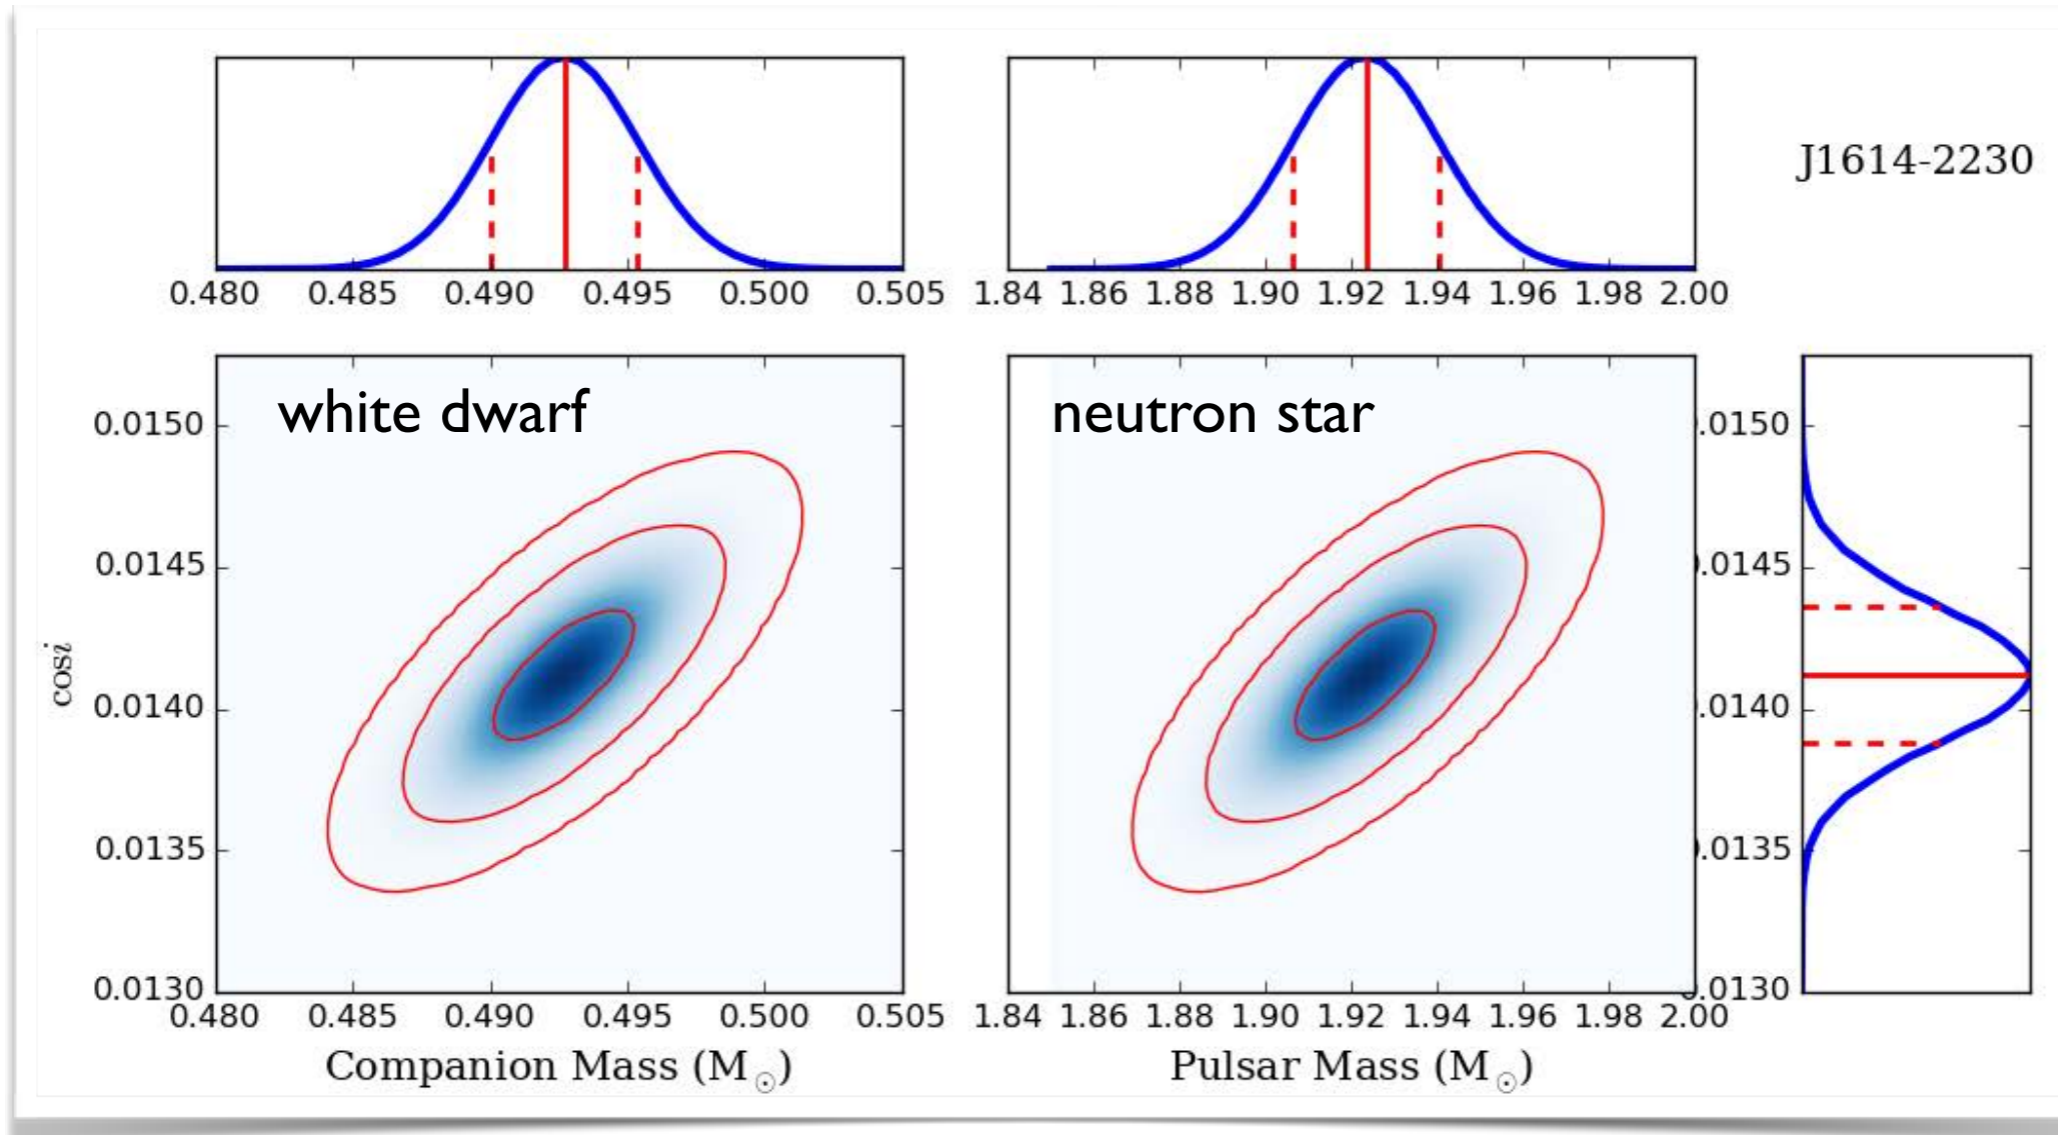 J1614-2230
0.480 0.485 0.490 0.495 0.500 0.505
1.84 1.86 1.88 1.90 1.92 1.94 1.96 1.98 2.00
white dwarf
neutron star
cosi
0.0150
0.0145
0.0140
0.0135
0.0130
.0150
.0145
.0140
.0135
.0130
0.480 0.485 0.490 0.495 0.500 0.505
1.84 1.86 1.88 1.90 1.92 1.94 1.96 1.98 2.00
Companion Mass (M☉)
Pulsar Mass (M☉)